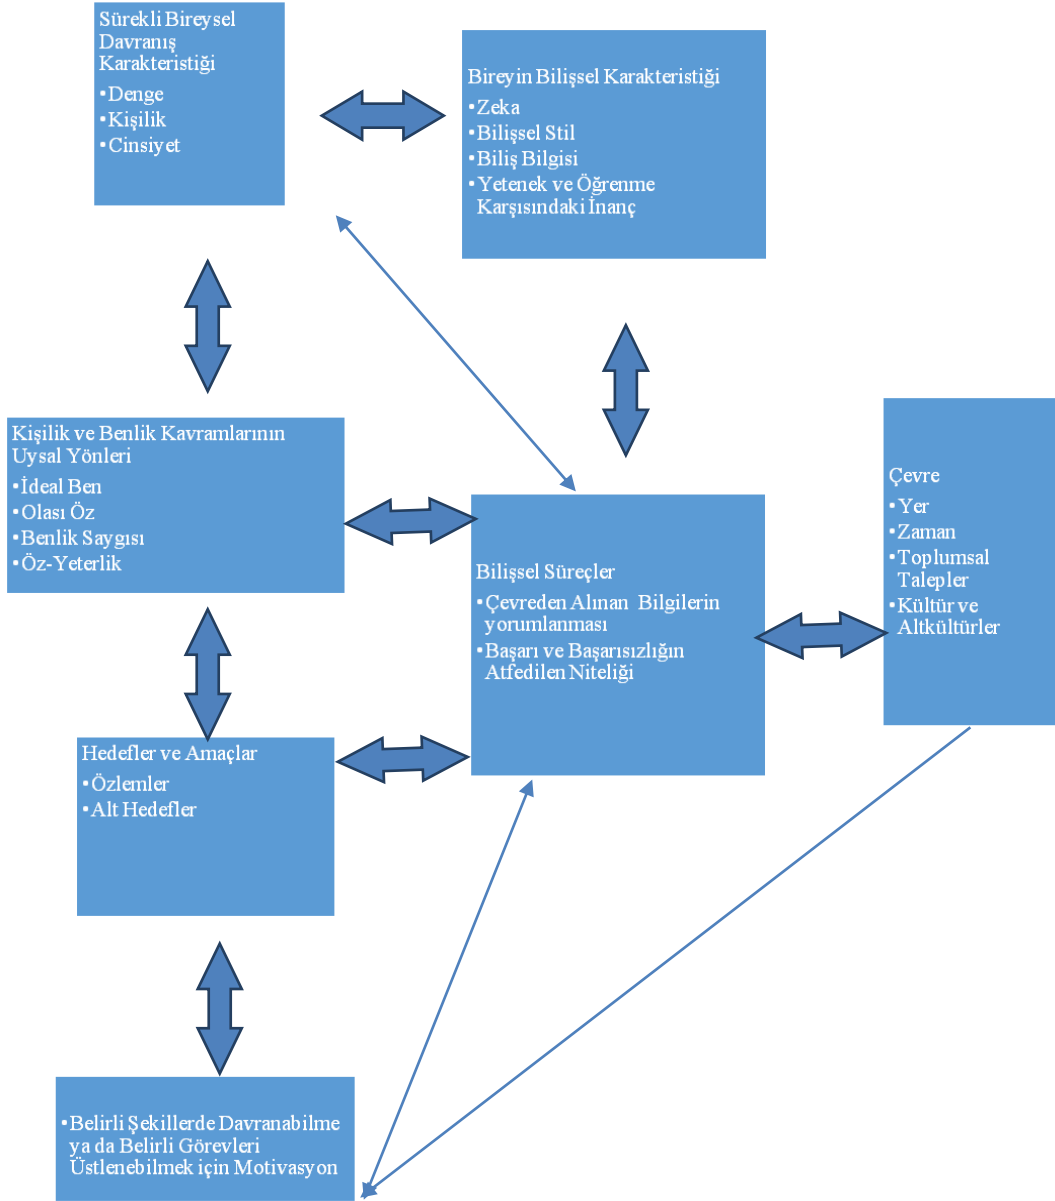 Sürekli Bireysel
Davranış
Karakteristiği
•Denge
•Kişilik
•Cinsiyet
Bireyin Bilişsel Karakteristiği
•Zeka
•Bilişsel Stil
•Biliş Bilgisi
•Yetenek ve Öğrenme
Karşısındaki İnanç
Kişilik ve Benlik Kavramlarının
Uysal Yönleri
•İdeal Ben
•Olası Öz
•Benlik Saygısı
•Öz-Yeterlik
Bilişsel Süreçler
•Çevreden Alınan Bilgilerin
yorumlanması
•Başarı ve Başarısızlığın
Atfedilen Niteliği
Çevre
•Yer
•Zaman
•Toplumsal
Talepler
•Kültür ve
Altkültürler
Hedefler ve Amaçlar
•Özlemler
•Alt Hedefler
•Belirli Şekillerde Davranabilme
ya da Belirli Görevleri
Üstlenebilmek için Motivasyon